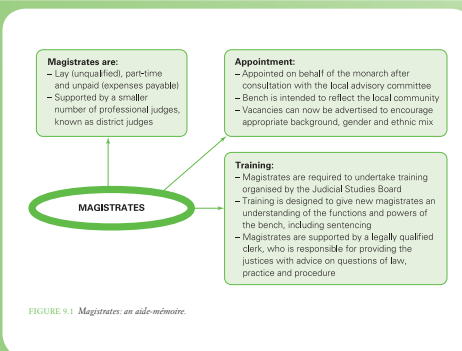 Magistrates are:
– Lay (unqualified), part-time
and unpaid (expenses payable)
– Supported by a smaller
number of professional judges,
known as district judges
Appointment:
– Appointed on behalf of the monarch after
consultation with the local advisory committee
– Bench is intended to reflect the local community
– Vacancies can now be advertised to encourage
appropriate background, gender and ethnic mix
Training:
– Magistrates are required to undertake training
organised by the Judicial Studies Board
– Training is designed to give new magistrates an
understanding of the functions and powers of
the bench, including sentencing
– Magistrates are supported by a legally qualified
clerk, who is responsible for providing the
justices with advice on questions of law,
practice and procedure
MAGISTRATES
FIGURE 9.1 Magistrates: an aide-mémoire.